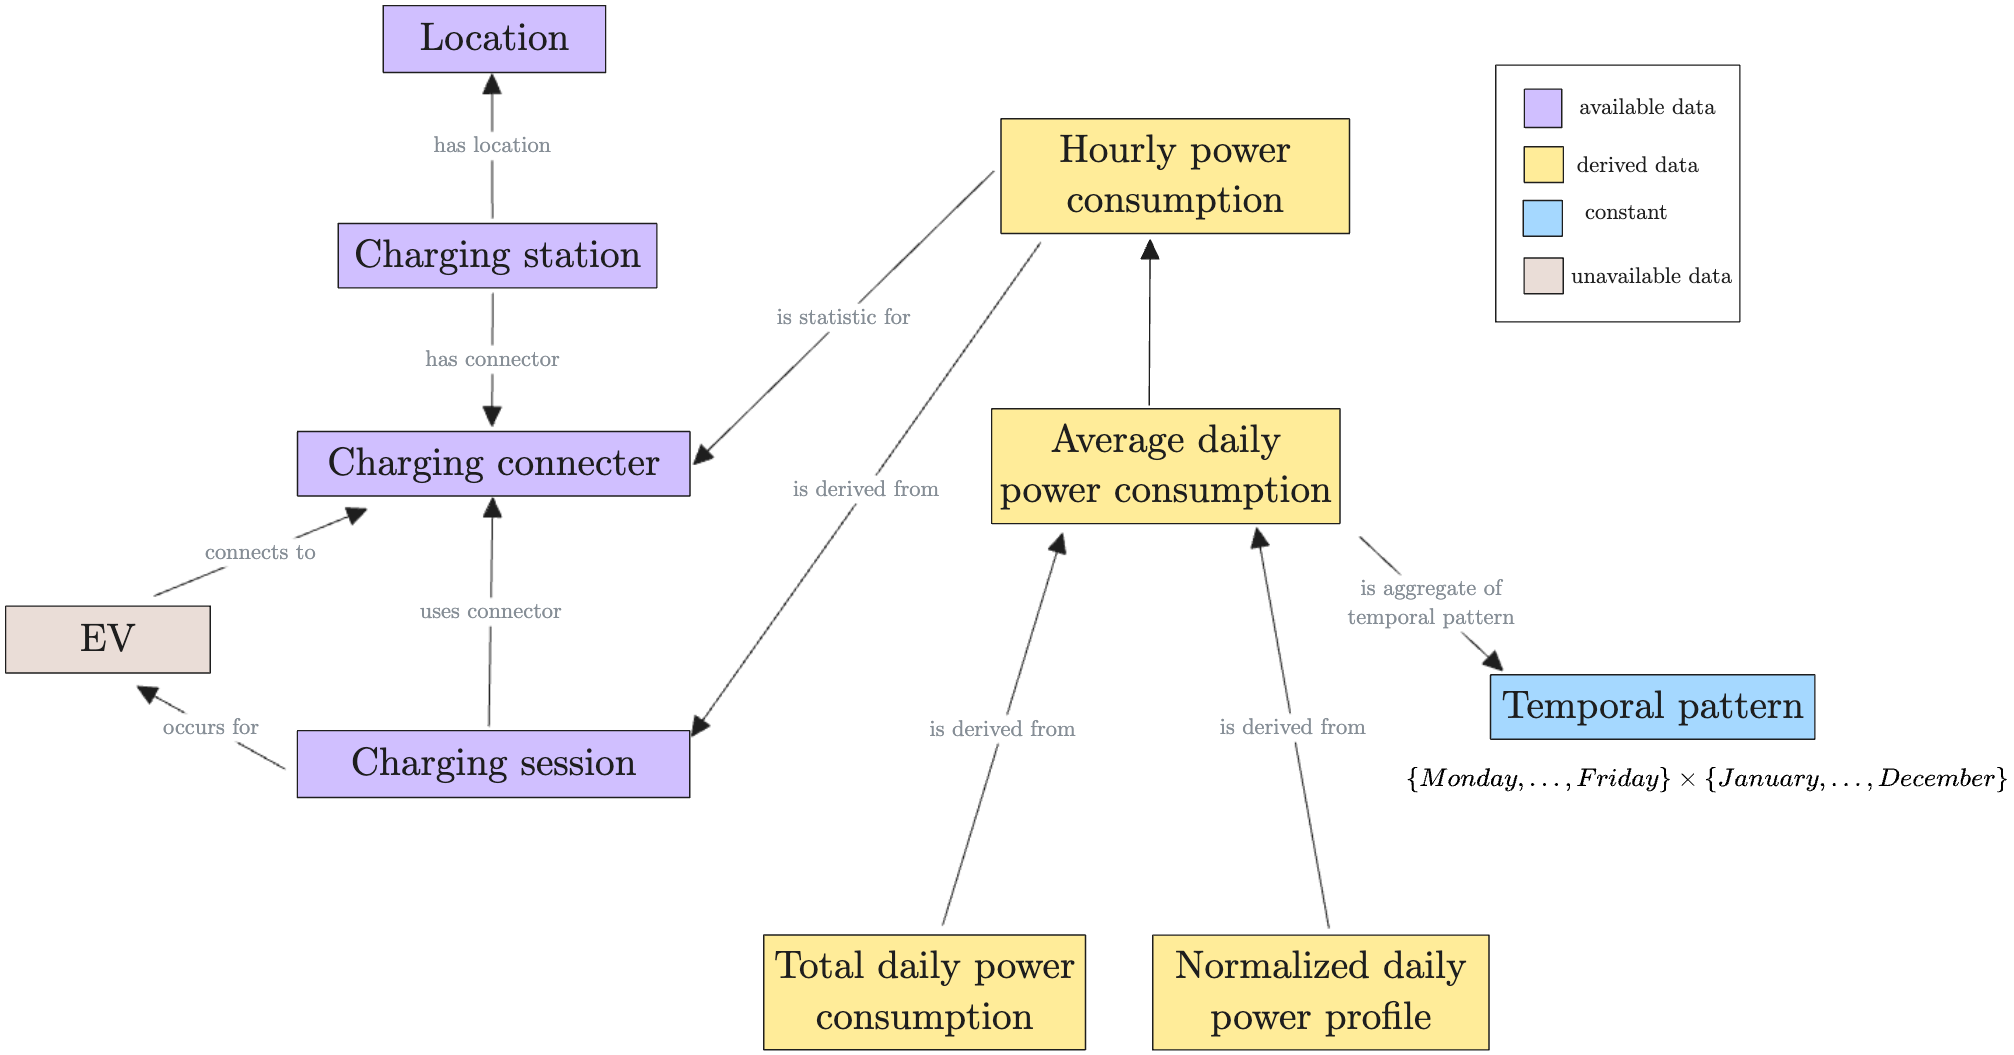 Location
has location
Charging station
has connector
Charging connecter
connects to
EV
uses connector
occurs for
Charging session
Hourly power
consumption
is statistic for
is derived from
Average daily
power consumption
is aggregate of
temporal pattern
Temporal pattern
{Monday, . . . , Friday} × {January, . . . , December}
is derived from
is derived from
Total daily power
consumption
Normalized daily
power profile
available data
derived data
constant
unavailable data